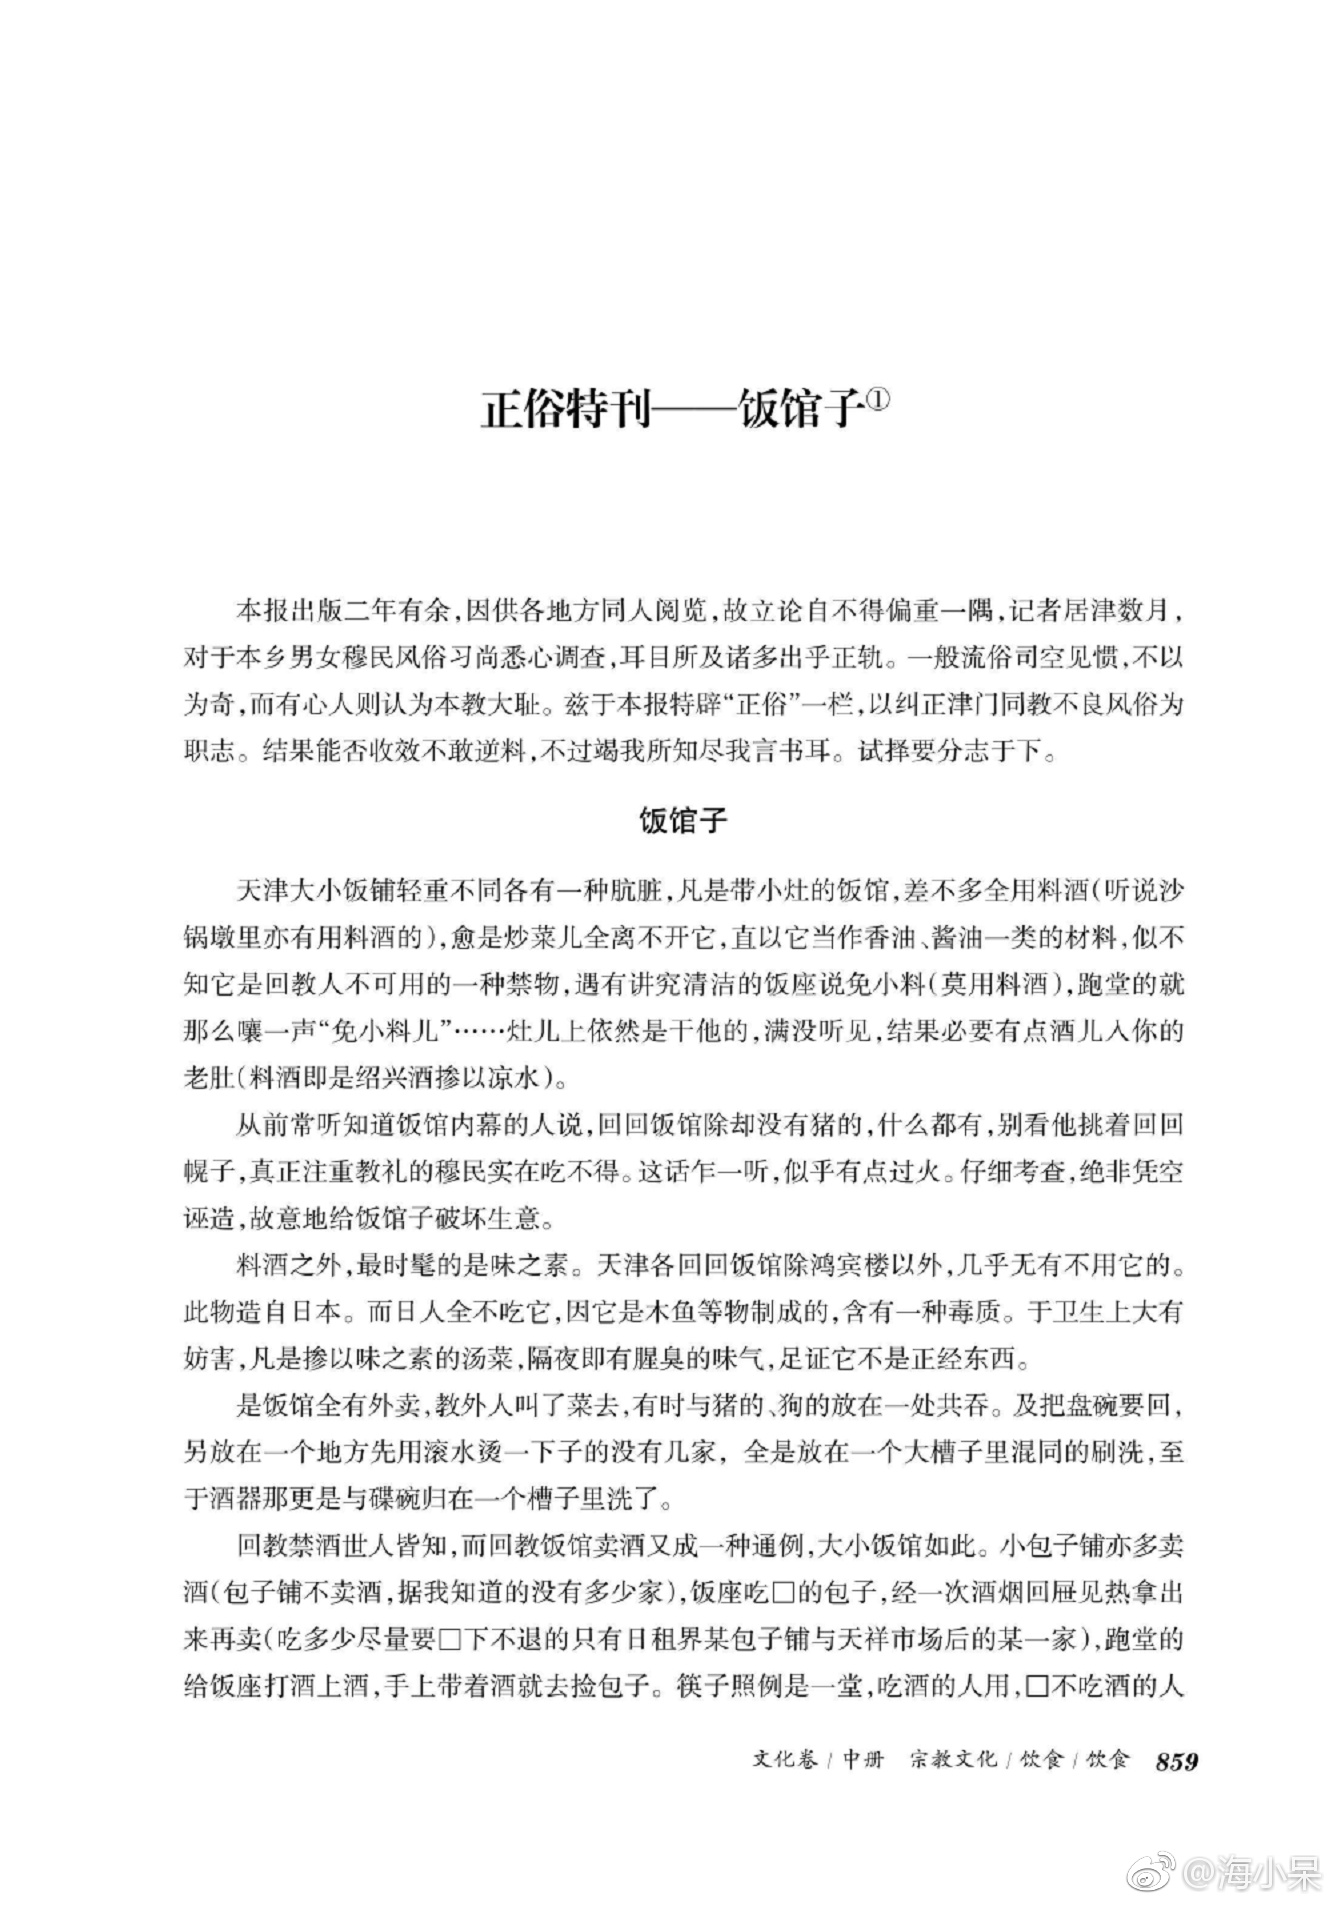 正俗特刊——饭馆子①
本报出版二年有余,因供各地方同人阅览,故立论自不得偏重一隅,记者居津数月,
对于本乡男女穆民风俗习尚悉心调查,耳目所及诸多出乎正轨。一般流俗司空见惯,不以
为奇,而有心人则认为本教大耻。兹于本报特辟“正俗”一栏,以纠正津门同教不良风俗为
职志。结果能否收效不敢逆料,不过竭我所知尽我言书耳。试择要分志于下。
饭馆子
天津大小饭铺轻重不同各有一种肮脏,凡是带小灶的饭馆,差不多全用料酒(听说沙
锅墩里亦有用料酒的),愈是炒菜儿全离不开它,直以它当作香油、酱油一类的材料,似不
知它是回教人不可用的一种禁物,遇有讲究清洁的饭座说免小料(莫用料酒),跑堂的就
那么嚷一声“免小料儿”……灶儿上依然是干他的,满没听见,结果必要有点酒儿入你的
老肚(料酒即是绍兴酒掺以凉水)。
从前常听知道饭馆内幕的人说,回回饭馆除却没有猪的,什么都有,别看他挑着回回
幌子,真正注重教礼的穆民实在吃不得。这话乍一听,似乎有点过火。仔细考查,绝非凭空
诬造,故意地给饭馆子破坏生意。
料酒之外,最时髦的是味之素。天津各回回饭馆除鸿宾楼以外,几乎无有不用它的。
此物造自日本。而日人全不吃它,因它是木鱼等物制成的,含有一种毒质。于卫生上大有
妨害,凡是掺以味之素的汤菜,隔夜即有腥臭的味气,足证它不是正经东西。
是饭馆全有外卖,教外人叫了菜去,有时与猪的、狗的放在一处共吞。及把盘碗要回,
另放在一个地方先用滚水烫一下子的没有几家,全是放在一个大槽子里混同的刷洗,至
于酒器那更是与碟碗归在一个槽子里洗了。
回教禁酒世人皆知,而回教饭馆卖酒又成一种通例,大小饭馆如此。小包子铺亦多卖
酒(包子铺不卖酒,据我知道的没有多少家),饭座吃□的包子,经一次酒烟回屉见热拿出
来再卖(吃多少尽量要□下不退的只有日租界某包子铺与天祥市场后的某一家),跑堂的
给饭座打酒上酒,手上带着酒就去捡包子。筷子照例是一堂,吃酒的人用,□不吃酒的人
文化卷/中册 宗教文化/饮食/饮食 859
@海小呆